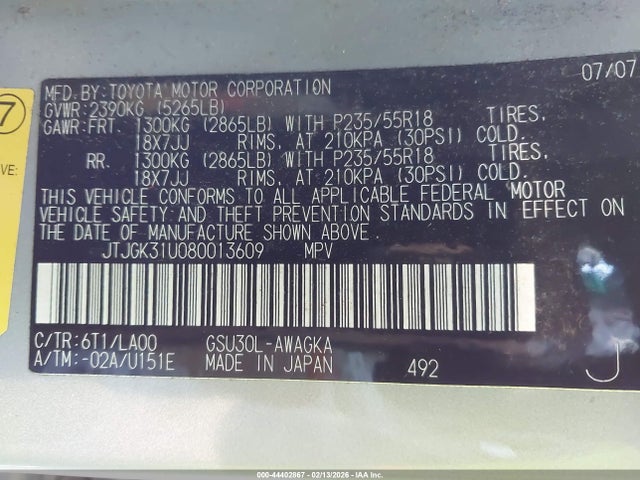 MFD.BY:TOYOTA MOTOR CORPORATION 07/07
GVWR:2390KG (5265LB)
GAWR:FRT. 1300KG (2865LB) WITH P235/55R18 TIRES,
18X7JJ RIMS, AT 210KPA (30PSI) COLD.
RR. 1300KG (2865LB) WITH P235/55R18 TIRES,
18X7JJ RIMS, AT 210KPA (30PSI) COLD.
THIS VEHICLE CONFORMS TO ALL APPLICABLE FEDERAL MOTOR
VEHICLE SAFETY AND THEFT PREVENTION STANDARDS IN EFFECT ON
THE DATE OF MANUFACTURE SHOWN ABOVE.
JTJGK31U080013609 MPV
C/TR:6T1/LA00 GSU30L-AWAGKA
A/TM:-02A/U151E MADE IN JAPAN 492 J
7
VE:
000-44402867 - 02/13/2026 - IAA Inc.